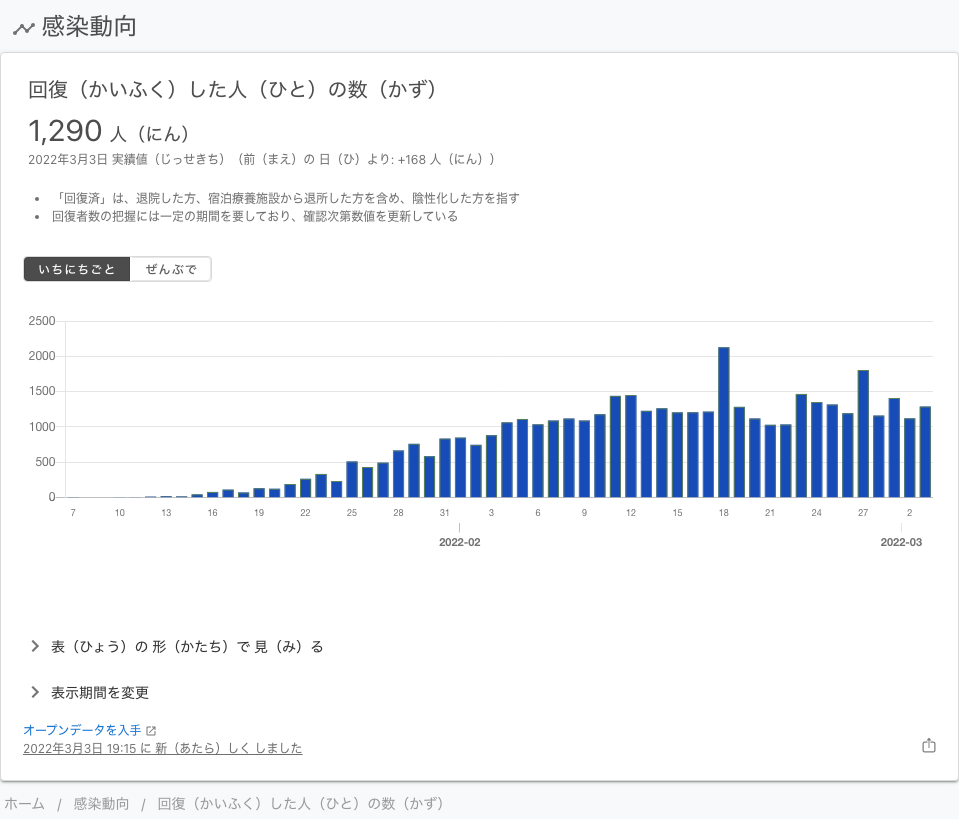 感染動向
回復（かいふく）した人（ひと）の数（かず）
1,290 人（にん）
2022年3月3日 実績値（じっせきち）（前（まえ）の 日（ひ）より: +168 人（にん））
「回復済」は、退院した方、宿泊療養施設から退所した方を含め、陰性化した方を指す
回復者数の把握には一定の期間を要しており、確認次第数値を更新している
いちにちごと ぜんぶで
2500
2000
1500
1000
500
0
7 10 13 16 19 22 25 28 31 3 6 9 12 15 18 21 24 27 2
2022-02 2022-03
表（ひょう）の 形（かたち）で 見（み）る
表示期間を変更
オープンデータを入手
2022年3月3日 19:15 に 新（あたら）しく しました
ホーム / 感染動向 / 回復（かいふく）した人（ひと）の数（かず）